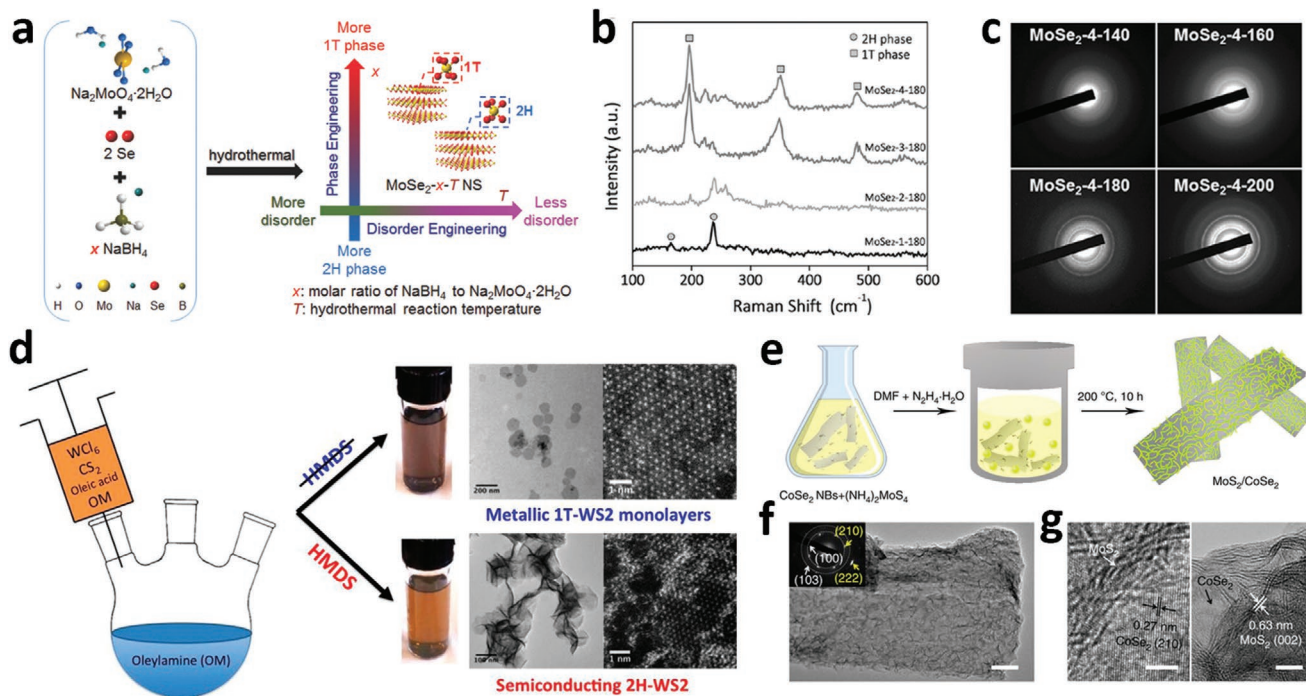 a
Na₂MoO₄·2H₂O
+
2 Se
+
x NaBH₄
H O Mo Na Se B
hydrothermal
More
1T phase
x
Phase Engineering
1T
2H
MoSe₂-x-T NS
T
More
disorder
Less
disorder
Disorder Engineering
More
2H phase
x: molar ratio of NaBH₄ to Na₂MoO₄·2H₂O
T: hydrothermal reaction temperature
b
Intensity (a.u.)
2H phase
1T phase
MoSe₂-4-180
MoSe₂-3-180
MoSe₂-2-180
MoSe₂-1-180
100 200 300 400 500 600
Raman Shift (cm⁻¹)
c
MoSe₂-4-140
MoSe₂-4-160
MoSe₂-4-180
MoSe₂-4-200
d
WCl₆
CS₂
Oleic acid
OM
Oleylamine (OM)
HMDS
HMDS
200 nm
1 nm
Metallic 1T-WS2 monolayers
100 nm
1 nm
Semiconducting 2H-WS2
e
DMF + N₂H₄·H₂O
200 °C, 10 h
CoSe₂ NBs+(NH₄)₂MoS₄
MoS₂/CoSe₂
f
(210)
(100)
(103)
(222)
g
MoS₂
0.27 nm
CoSe₂ (210)
CoSe₂
0.63 nm
MoS₂ (002)